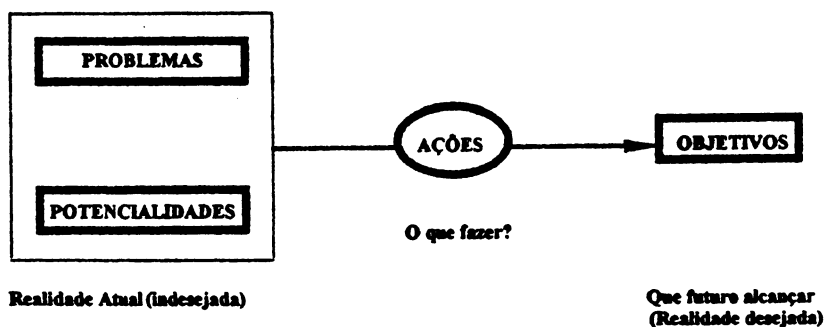 PROBLEMAS
AÇÕES
OBJETIVOS
POTENCIALIDADES
O que fazer?
Realidade Atual (indesejada)
Que futuro alcançar
(Realidade desejada)